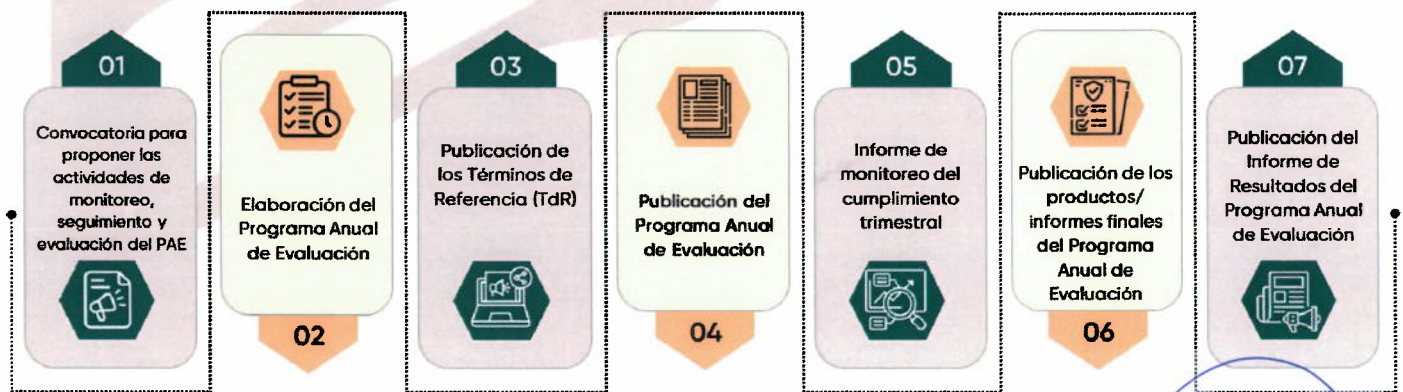 01
Convocatoria para
proponer las
actividades de
monitoreo,
seguimiento y
evaluación del PAE
Elaboración del
Programa Anual
de Evaluación
02
03
Publicación de
los Términos de
Referencia (TdR)
Publicación del
Programa Anual
de Evaluación
04
05
Informe de
monitoreo del
cumplimiento
trimestral
Publicación de los
productos/
informes finales
del Programa
Anual de
Evaluación
06
07
Publicación del
Informe de
Resultados del
Programa Anual
de Evaluación